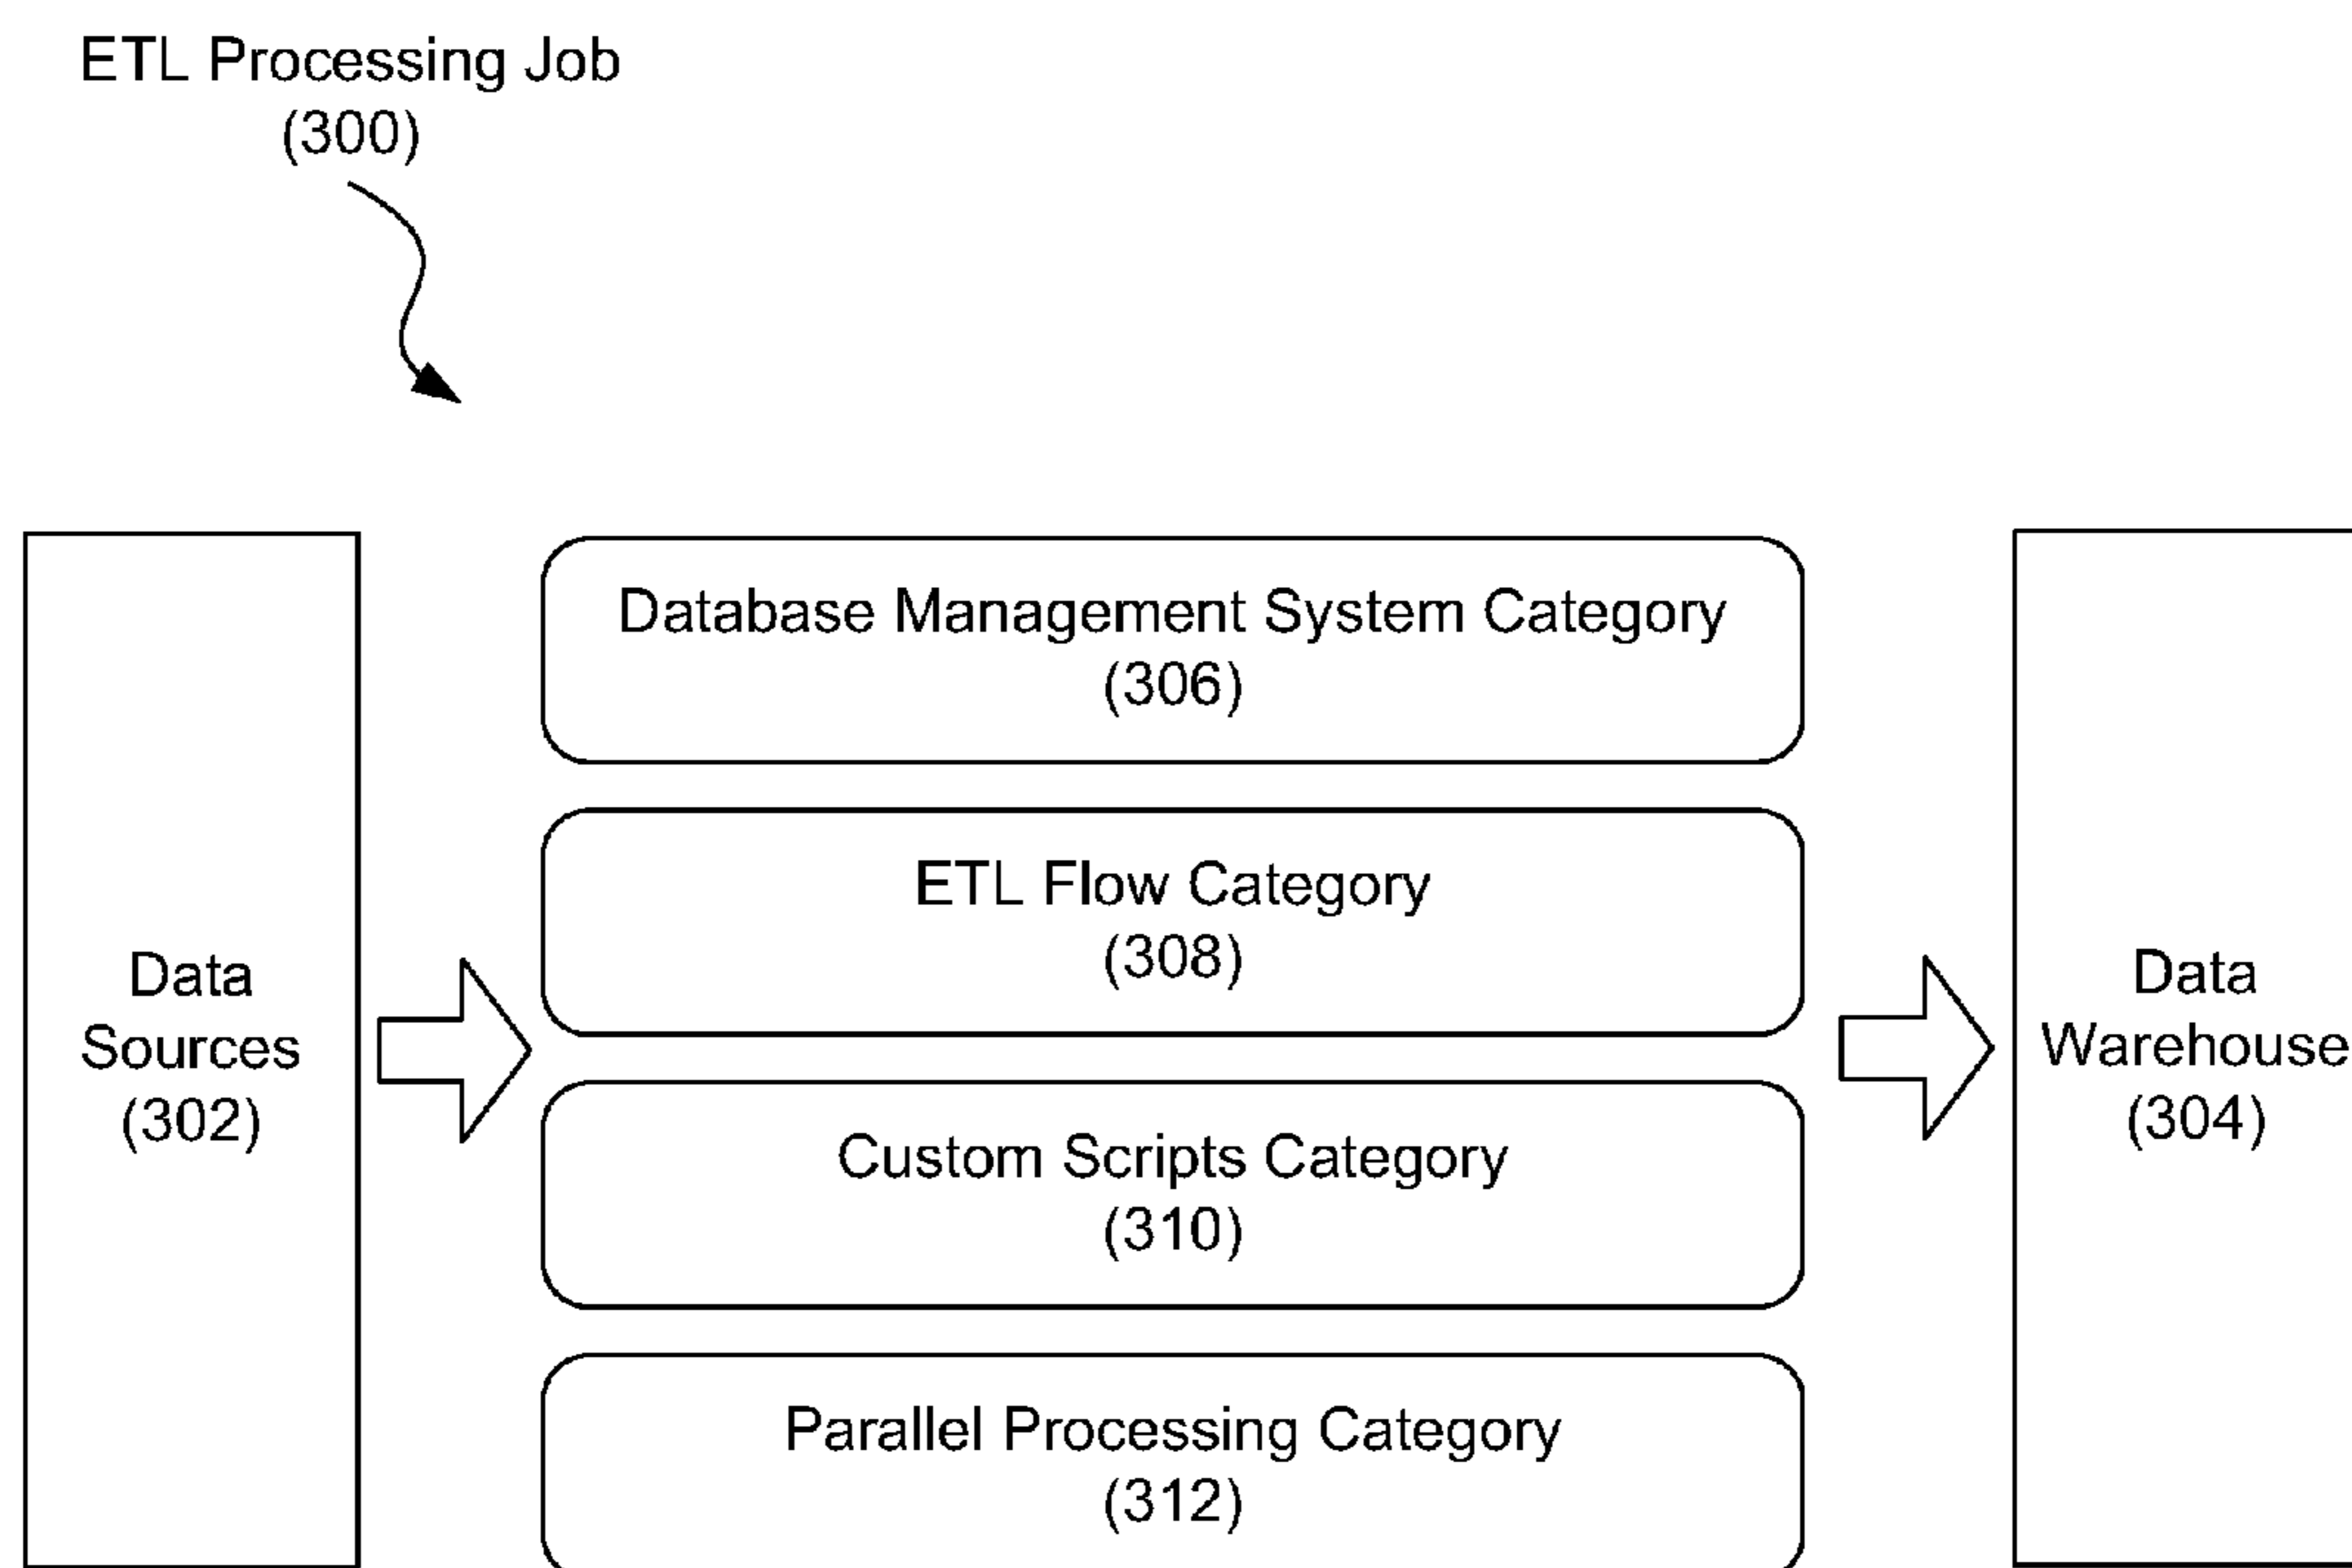 ETL Processing Job
(300)
Data
Sources
(302)
Database Management System Category
(306)
ETL Flow Category
(308)
Custom Scripts Category
(310)
Parallel Processing Category
(312)
Data
Warehouse
(304)